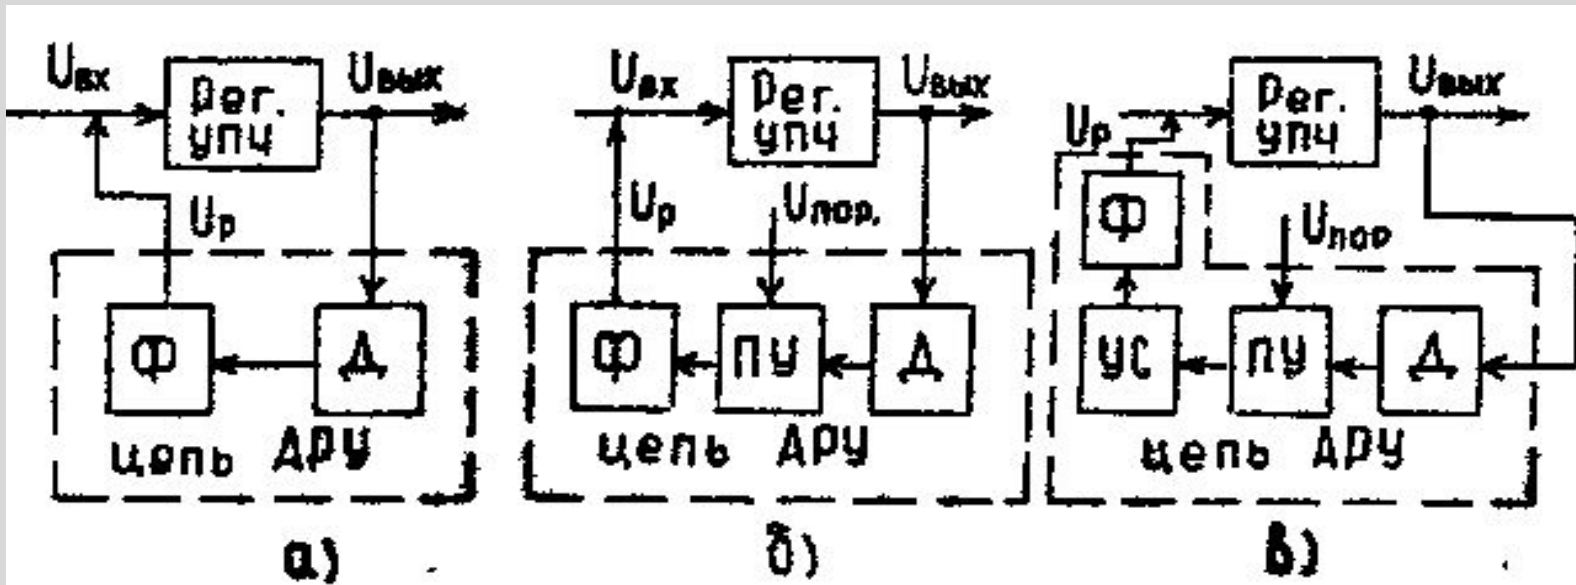 Uвх
Рег.
УПЧ
Uвых
Uр
Ф
Д
цепь АРУ
а)
Uвх
Рег.
УПЧ
Uвых
Uр
Uпор.
Ф
ПУ
Д
цепь АРУ
б)
Uр
Рег.
УПЧ
Uвых
Ф
Uпор
УС
ПУ
Д
цепь АРУ
в)